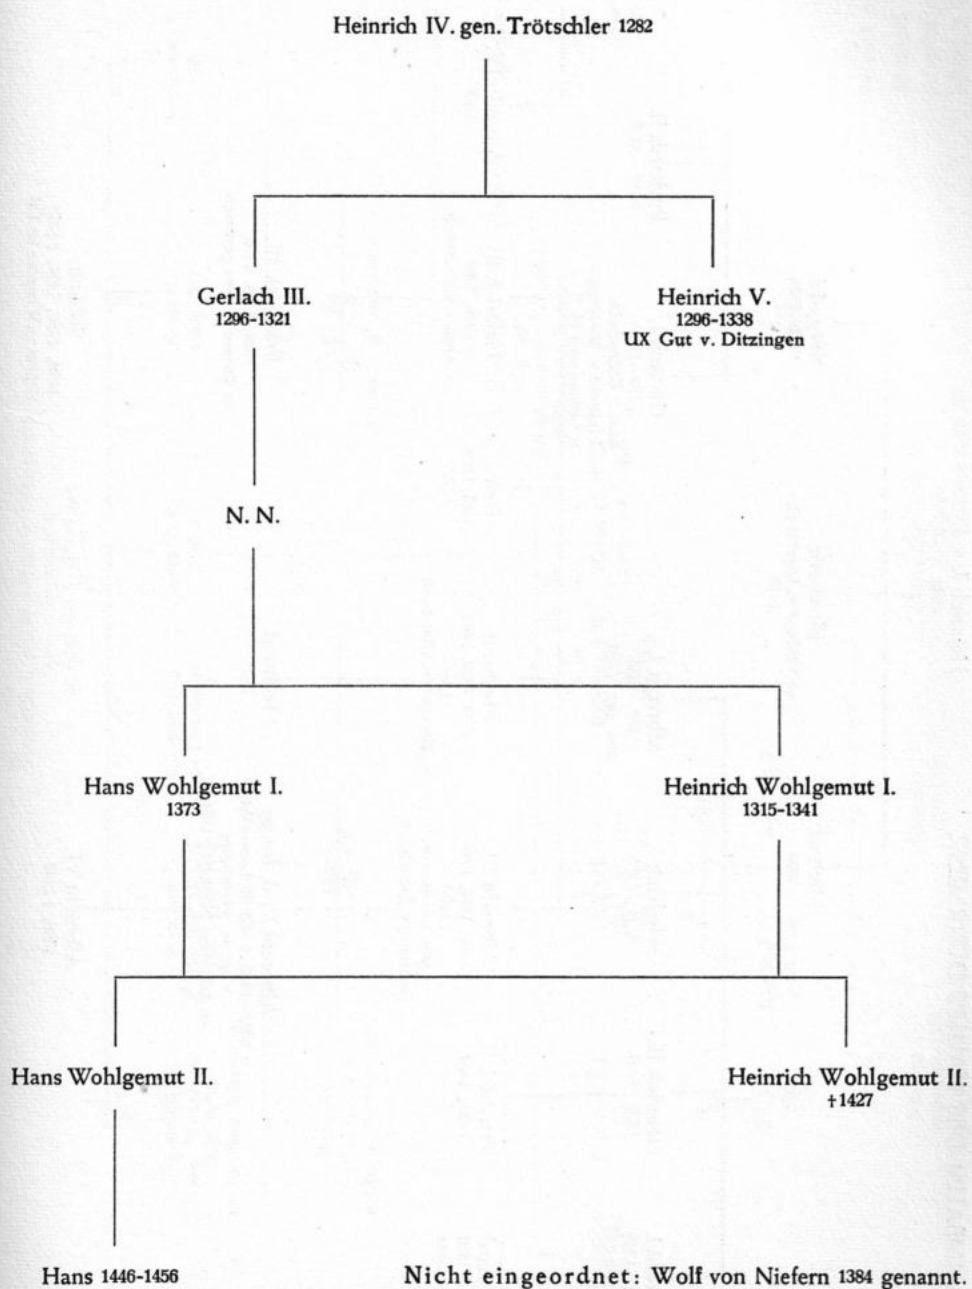 Heinrich IV. gen. Trötschler 1282
Gerlach III.
1296-1321
Heinrich V.
1296-1338
UX Gut v. Ditzingen
N. N.
Hans Wohlgemut I.
1373
Heinrich Wohlgemut I.
1315-1341
Hans Wohlgemut II.
Heinrich Wohlgemut II.
†1427
Hans 1446-1456
Nicht eingeordnet: Wolf von Niefern 1384 genannt.